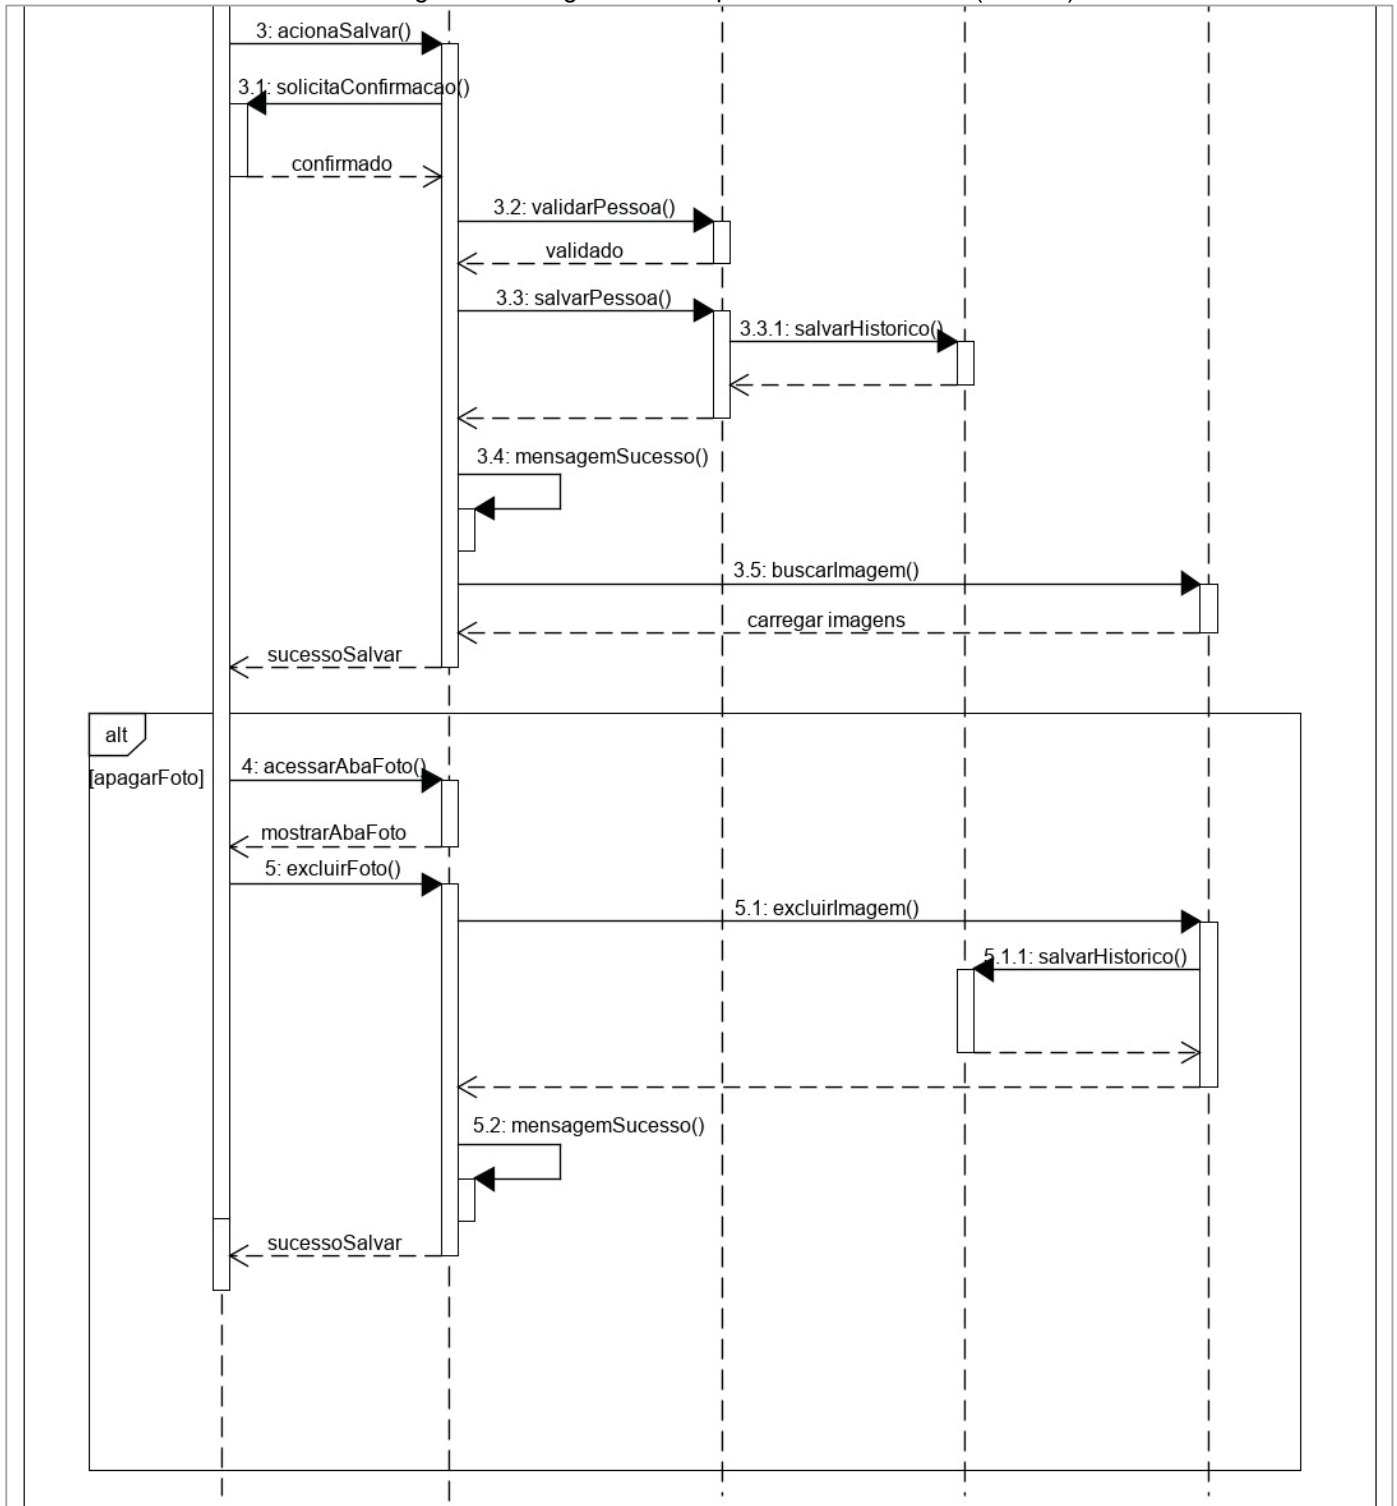 3: acionaSalvar()
3.1: solicitaConfirmacao()
confirmado
3.2: validarPessoa()
validado
3.3: salvarPessoa()
3.3.1: salvarHistorico()
3.4: mensagemSucesso()
3.5: buscarImagem()
carregar imagens
sucessoSalvar
alt
[apagarFoto]
4: acessarAbaFoto()
mostrarAbaFoto
5: excluirFoto()
5.1: excluirImagem()
5.1.1: salvarHistorico()
5.2: mensagemSucesso()
sucessoSalvar